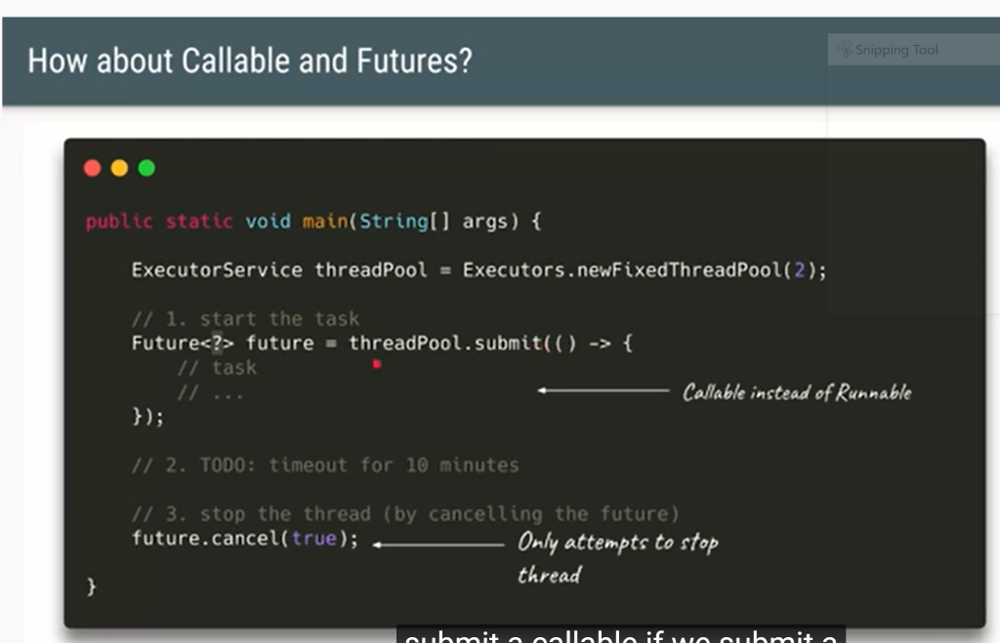 How about Callable and Futures?
Snipping Tool
public static void main(String[] args) {
ExecutorService threadPool = Executors.newFixedThreadPool(2);
// 1. start the task
Future<?> future = threadPool.submit(() -> {
// task
// ...
Callable instead of Runnable
});
// 2. TODO: timeout for 10 minutes
// 3. stop the thread (by cancelling the future)
future.cancel(true);
Only attempts to stop
thread
}
submit a callable if we submit a